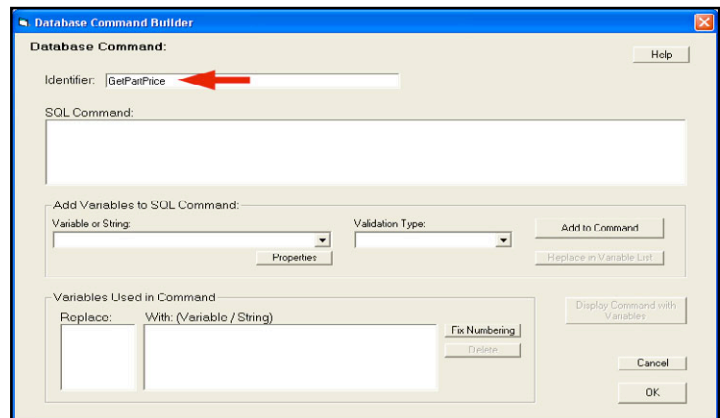 Database Command Builder
Database Command:
Help
Identifier: GetPartPrice
SQL Command:
Add Variables to SQL Command:
Variable or String:
Validation Type:
Add to Command
Properties
Replace in Variable List
Variables Used in Command
Replace:
With: (Variable / String)
Fix Numbering
Delete
Display Command with
Variables
Cancel
OK